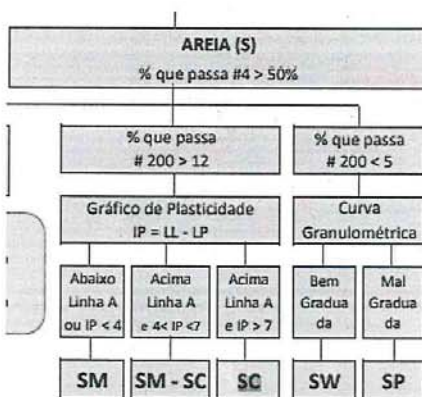 AREIA (S)
% que passa #4 > 50%
% que passa
# 200 > 12
% que passa
# 200 < 5
Gráfico de Plasticidade
IP = LL - LP
Curva
Granulométrica
Abaixo
Linha A
ou IP < 4
Acima
Linha A
e 4< IP <7
Acima
Linha A
e IP > 7
Bem
Gradua
da
Mal
Gradua
da
SM
SM - SC
SC
SW
SP